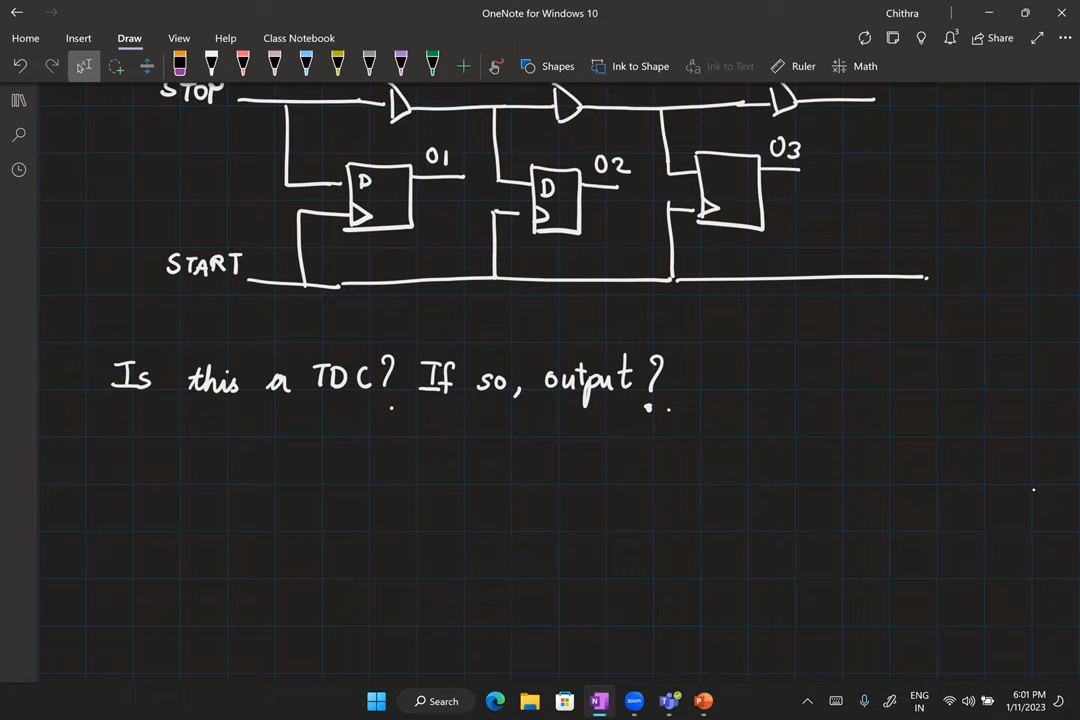 OneNote for Windows 10
Chithra
Home Insert Draw View Help Class Notebook
3 Share
Shapes Ink to Shape Ink to Text Ruler Math
STOP
D O1
D O2
O3
START
Is this a TDC? If so, output?
Search
zoom
ENG
IN
6:01 PM
1/11/2023